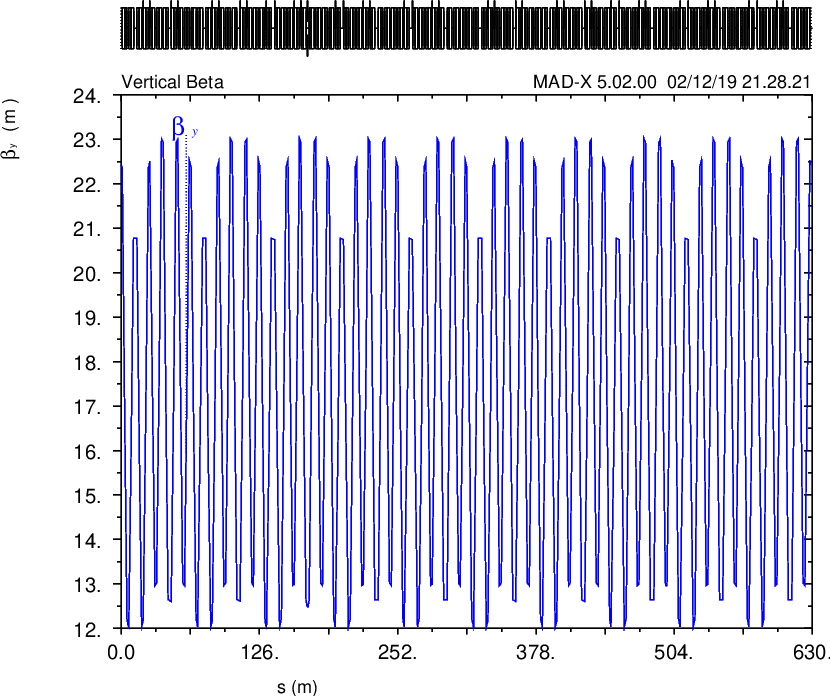 Vertical Beta MAD-X 5.02.00 02/12/19 21.28.21
βy (m)
βy
24.
23.
22.
21.
20.
19.
18.
17.
16.
15.
14.
13.
12.
0.0 126. 252. 378. 504. 630.
s (m)